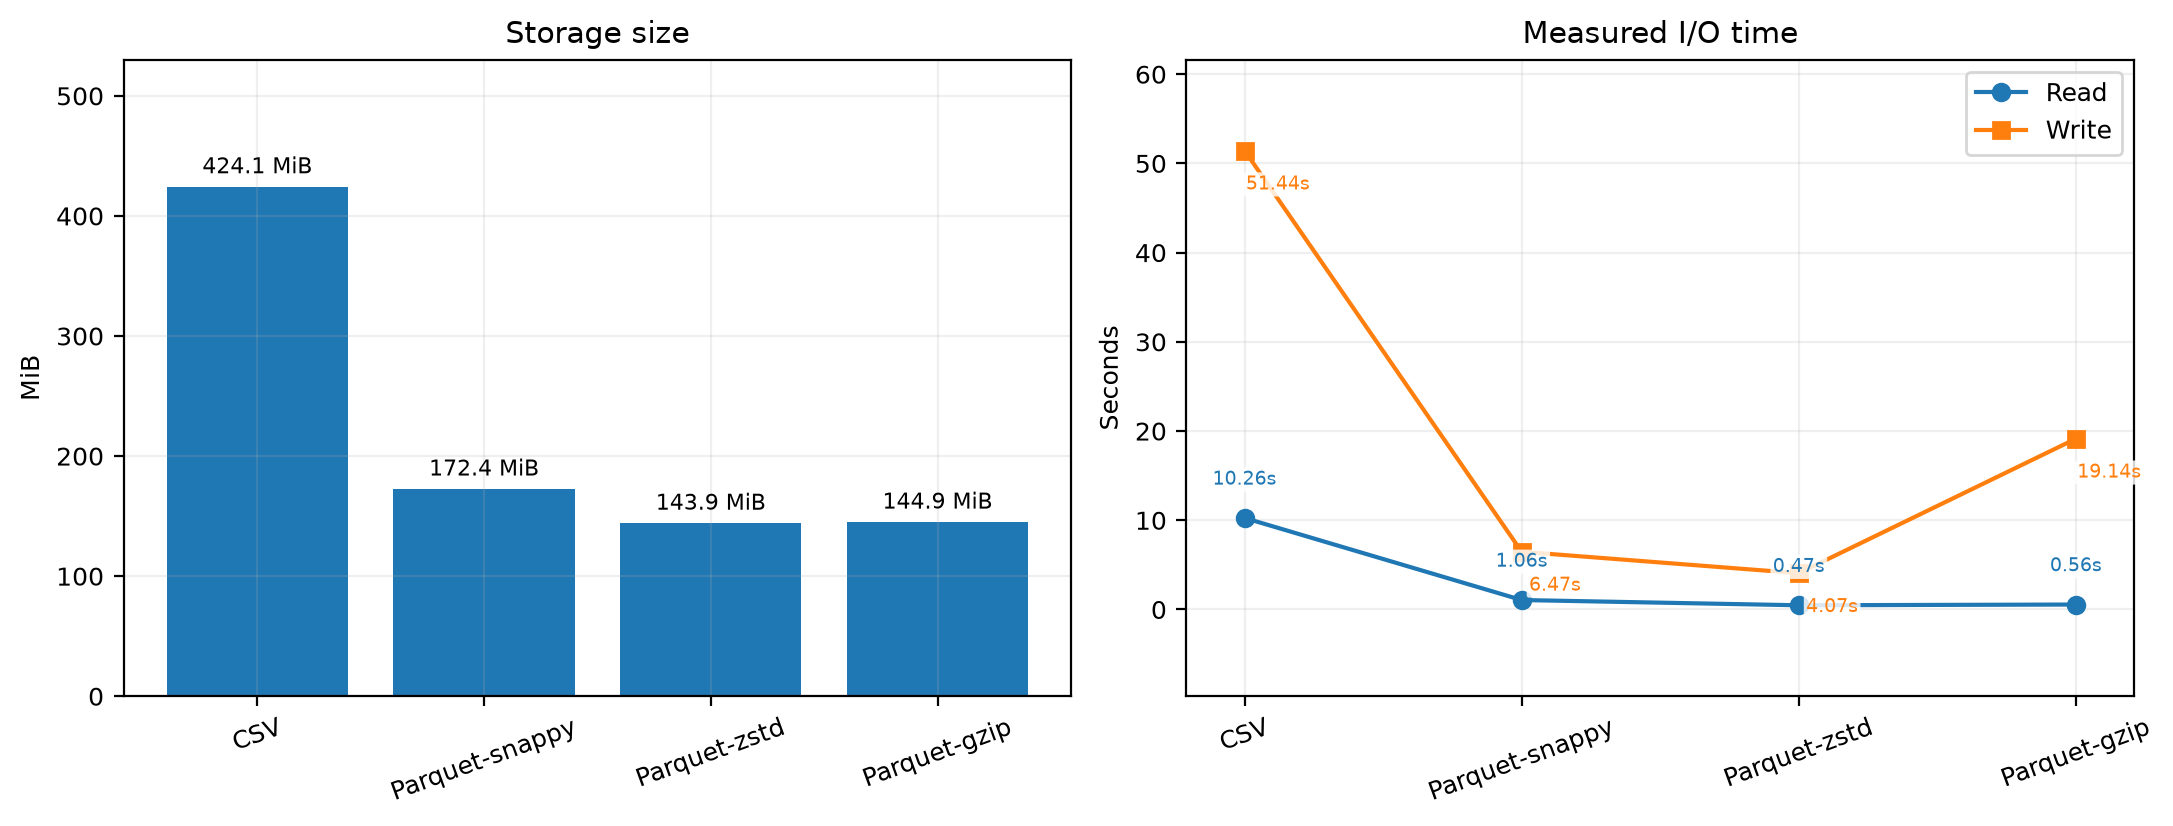 Storage size
MiB
500
400
300
200
100
0
424.1 MiB
172.4 MiB
143.9 MiB
144.9 MiB
CSV
Parquet-snappy
Parquet-zstd
Parquet-gzip
Measured I/O time
Seconds
60
50
40
30
20
10
0
Read
Write
51.44s
10.26s
1.06s
6.47s
0.47s
4.07s
19.14s
0.56s
CSV
Parquet-snappy
Parquet-zstd
Parquet-gzip